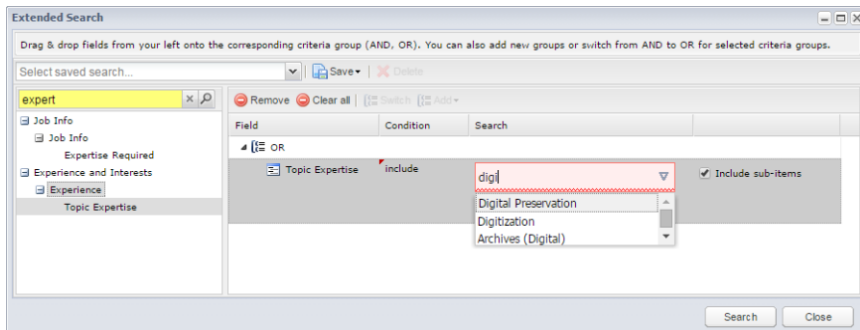 Extended Search
Drag & drop fields from your left onto the corresponding criteria group (AND, OR). You can also add new groups or switch from AND to OR for selected criteria groups.
Select saved search... Save Delete
expert Remove Clear all Switch Add
Job Info
Job Info
Expertise Required
Experience and Interests
Experience
Topic Expertise
Field Condition Search
OR
Topic Expertise include digi Include sub-items
Digital Preservation
Digitization
Archives (Digital)
Search Close